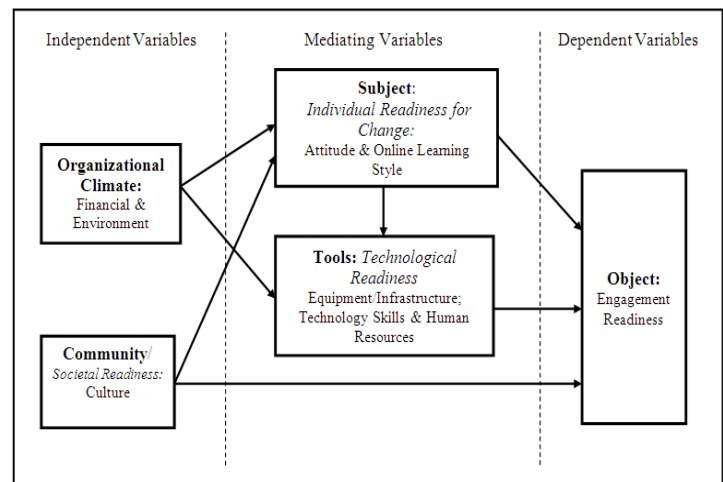 Independent Variables
Mediating Variables
Dependent Variables
Subject:
Individual Readiness for
Change:
Attitude & Online Learning
Style
Organizational
Climate:
Financial &
Environment
Tools: Technological
Readiness
Equipment/Infrastructure;
Technology Skills & Human
Resources
Object:
Engagement
Readiness
Community/
Societal Readiness:
Culture